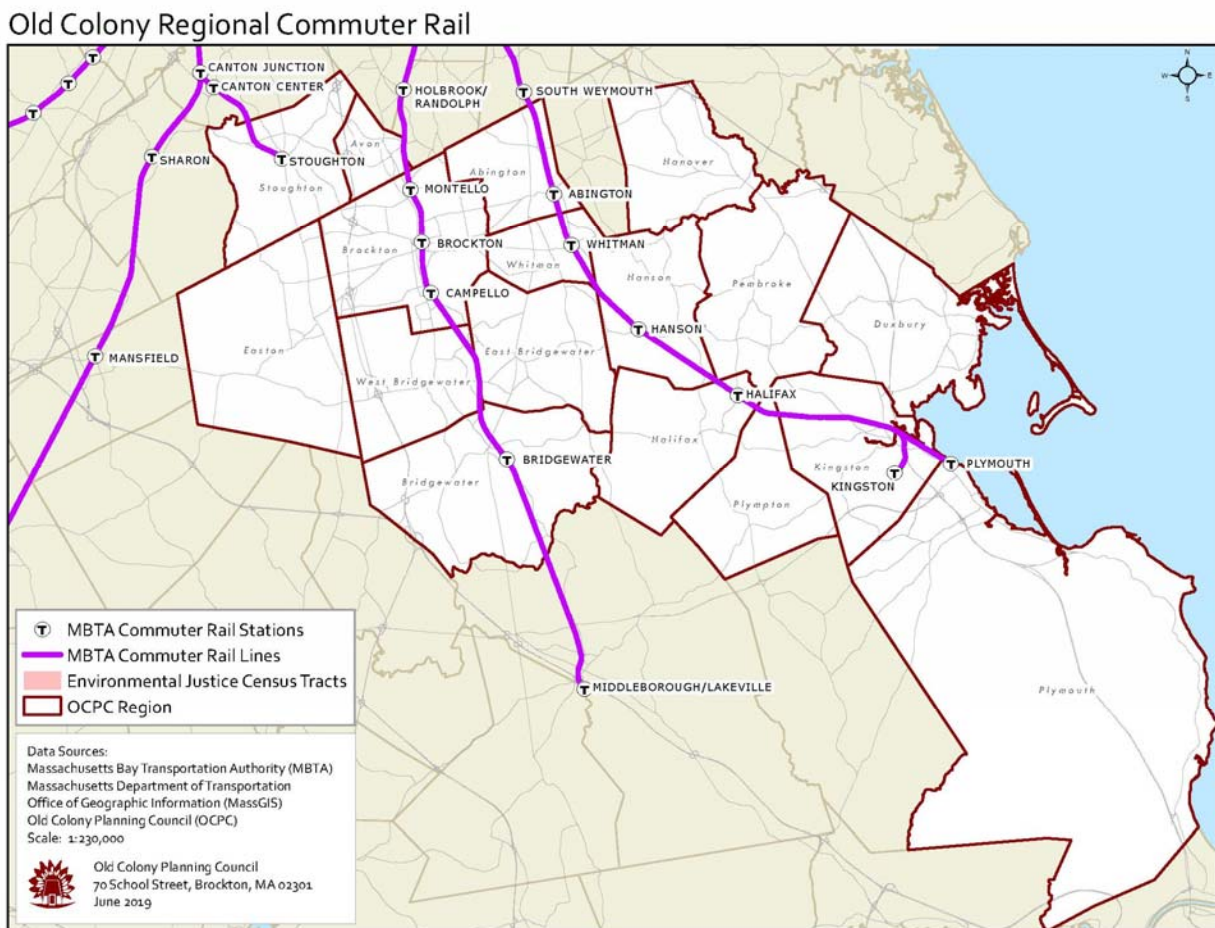 Old Colony Regional Commuter Rail
N
W
E
S
CANTON JUNCTION
CANTON CENTER
HOLBROOK/
RANDOLPH
SOUTH WEYMOUTH
SHARON
STOUGHTON
Stoughton
Avon
MONTELLO
Abington
ABINGTON
Hanover
Brockton
BROCKTON
WHITMAN
Whitman
Hanson
CAMPELLO
Pembroke
HANSON
Duxbury
MANSFIELD
Easton
East Bridgewater
West Bridgewater
HALIFAX
Halifax
BRIDGEWATER
Bridgewater
Kingston
KINGSTON
PLYMOUTH
Plympton
MIDDLEBOROUGH/LAKEVILLE
Plymouth
T MBTA Commuter Rail Stations
MBTA Commuter Rail Lines
Environmental Justice Census Tracts
OCPC Region
Data Sources:
Massachusetts Bay Transportation Authority (MBTA)
Massachusetts Department of Transportation
Office of Geographic Information (MassGIS)
Old Colony Planning Council (OCPC)
Scale: 1:230,000
Old Colony Planning Council
70 School Street, Brockton, MA 02301
June 2019